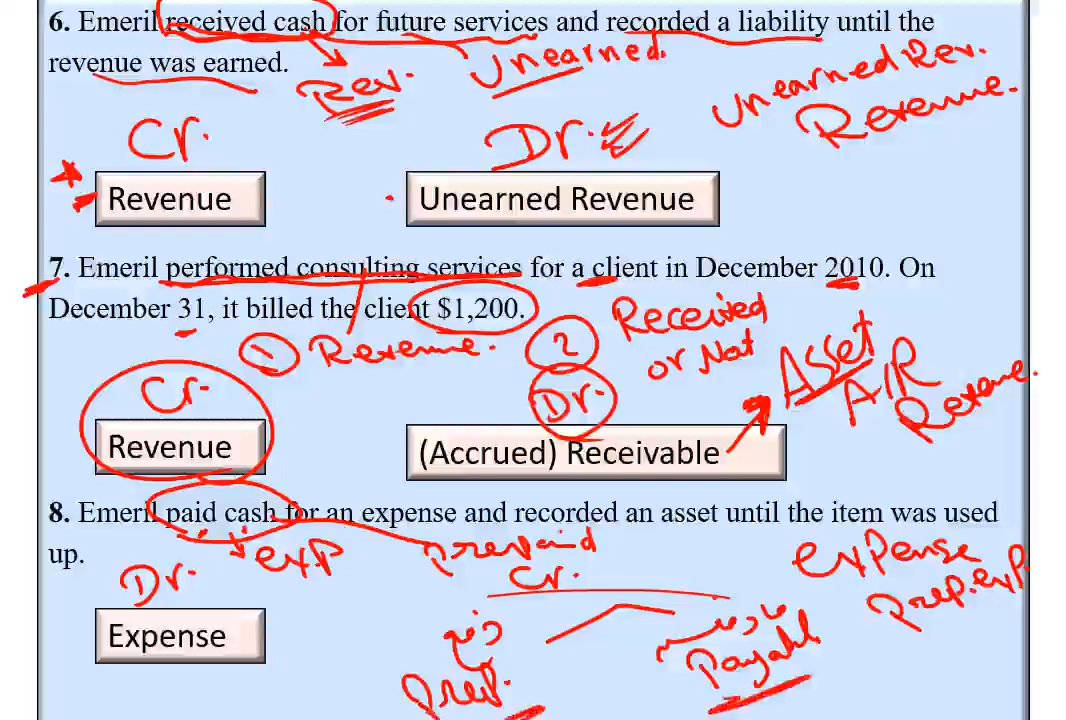 6. Emeril received cash for future services and recorded a liability until the
revenue was earned.
Rev.
Unearned.
Unearned Rev.
Revenue.
Cr.
Dr.
Revenue
Unearned Revenue
7. Emeril performed consulting services for a client in December 2010. On
December 31, it billed the client $1,200.
1 Revenue.
2 Received
or Not
Asset
A/R
Revenue.
Cr.
Dr.
Revenue
(Accrued) Receivable
8. Emeril paid cash for an expense and recorded an asset until the item was used
up.
exp
prepaid
expense
prep.exp
Dr.
Cr.
Expense
دفع
Prep.
Payabl